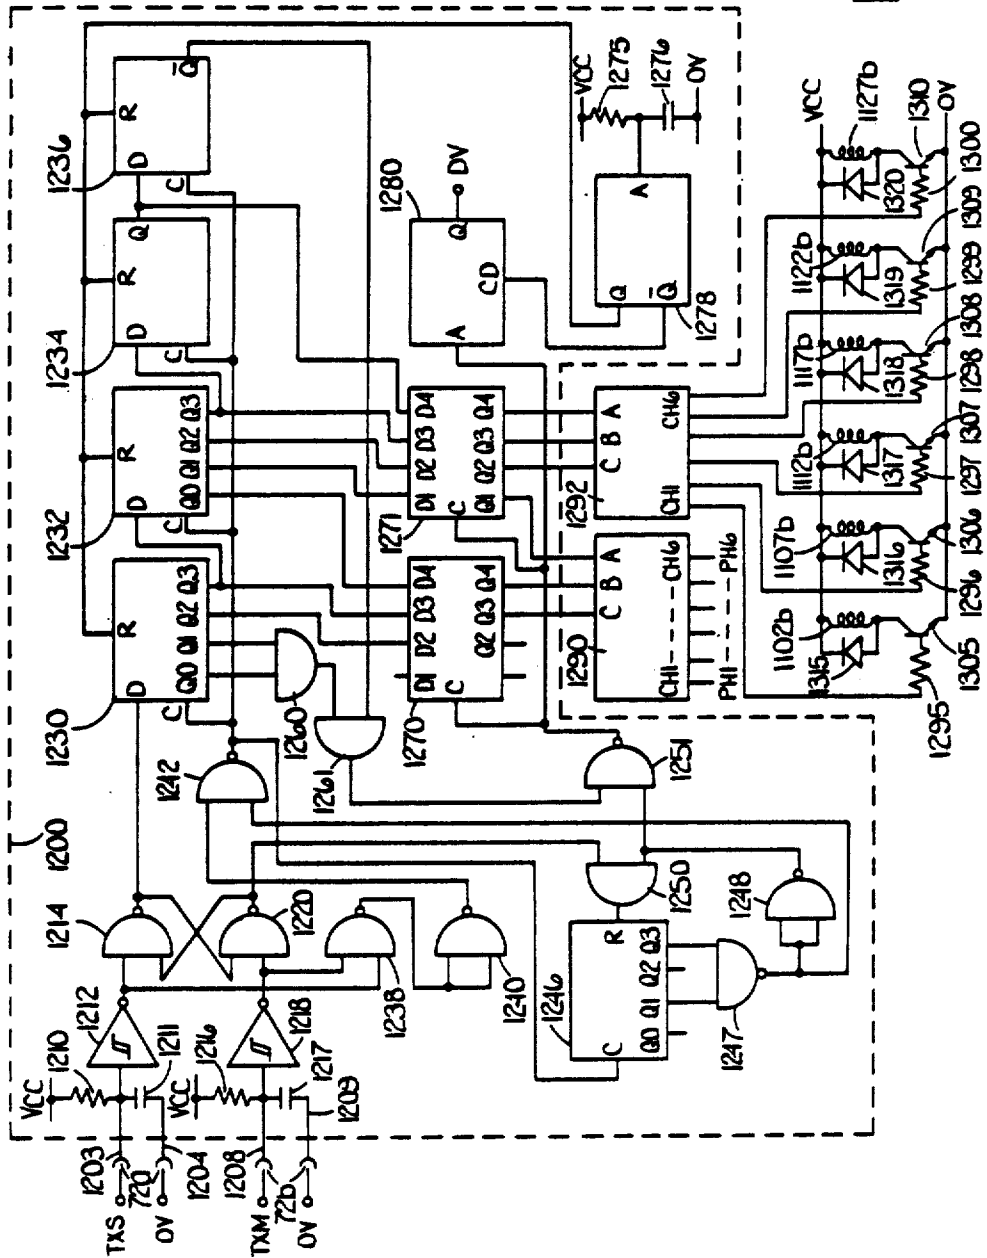 1200
1230
1232
1234
1236
D
R
C
Q0
Q1
Q2
Q3
D
R
C
Q0
Q1
Q2
Q3
D
R
C
Q
D
R
C
Q̅
1214
1242
1260
1261
1210
1212
1211
VCC
1203
720
1204
TXS
0V
VCC
1216
1218
1217
1209
1208
72b
TXM
0V
1220
1238
1240
1270
D1
D2
D3
D4
C
Q2
Q3
Q4
1271
D1
D2
D3
D4
C
Q1
Q2
Q3
Q4
1280
A
Q
CD
DV
VCC
1275
1276
0V
A
Q
Q̅
1278
1246
C
R
Q0
Q1
Q2
Q3
1247
1248
1250
1251
1290
C
B
A
CH1
CH6
PH1
PH6
1292
C
B
A
CH1
CH6
VCC
1102b
1107b
1112b
1117b
1122b
1127b
1315
1316
1317
1318
1319
1320
1295
1305
1296
1306
1297
1307
1298
1308
1299
1309
1300
1310
0V